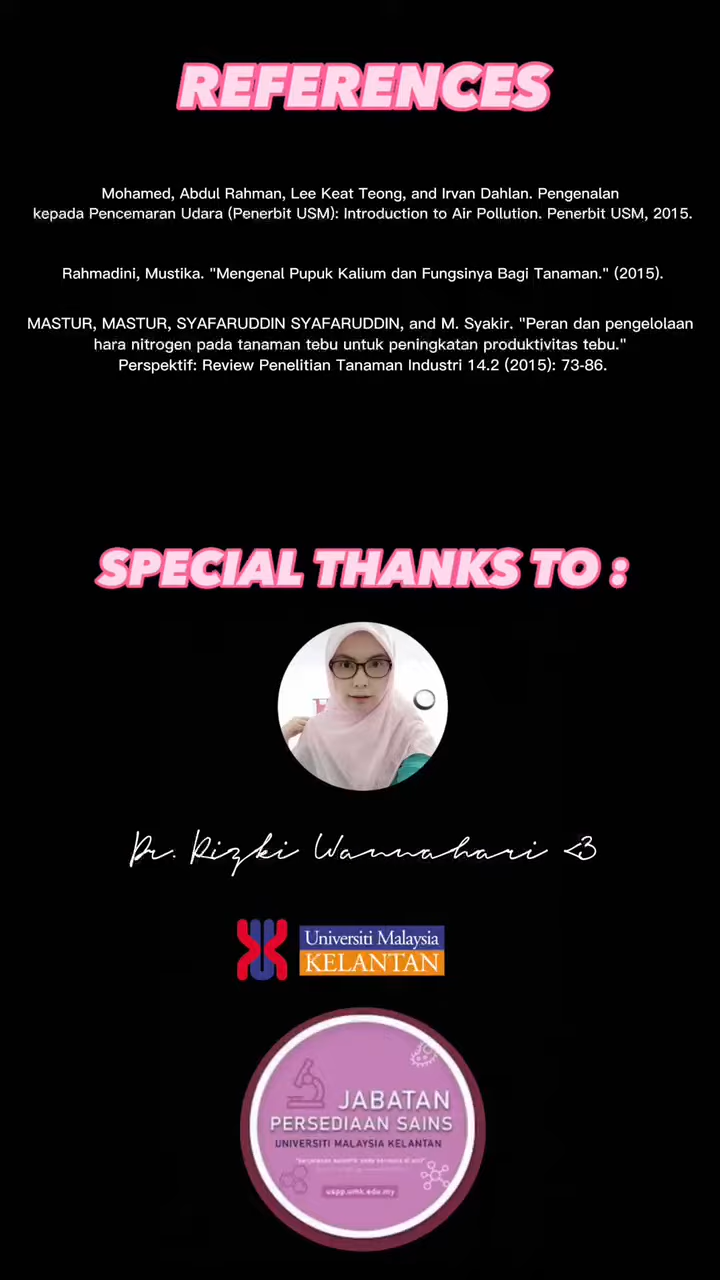 REFERENCES
Mohamed, Abdul Rahman, Lee Keat Teong, and Irvan Dahlan. Pengenalan
kepada Pencemaran Udara (Penerbit USM): Introduction to Air Pollution. Penerbit USM, 2015.
Rahmadini, Mustika. "Mengenal Pupuk Kalium dan Fungsinya Bagi Tanaman." (2015).
MASTUR, MASTUR, SYAFARUDDIN SYAFARUDDIN, and M. Syakir. "Peran dan pengelolaan
hara nitrogen pada tanaman tebu untuk peningkatan produktivitas tebu."
Perspektif: Review Penelitian Tanaman Industri 14.2 (2015): 73-86.
SPECIAL THANKS TO :
Dr. Rizki Wannahari <3
Universiti Malaysia
KELANTAN
JABATAN
PERSEDIAAN SAINS
UNIVERSITI MALAYSIA KELANTAN
uspp.umk.edu.my